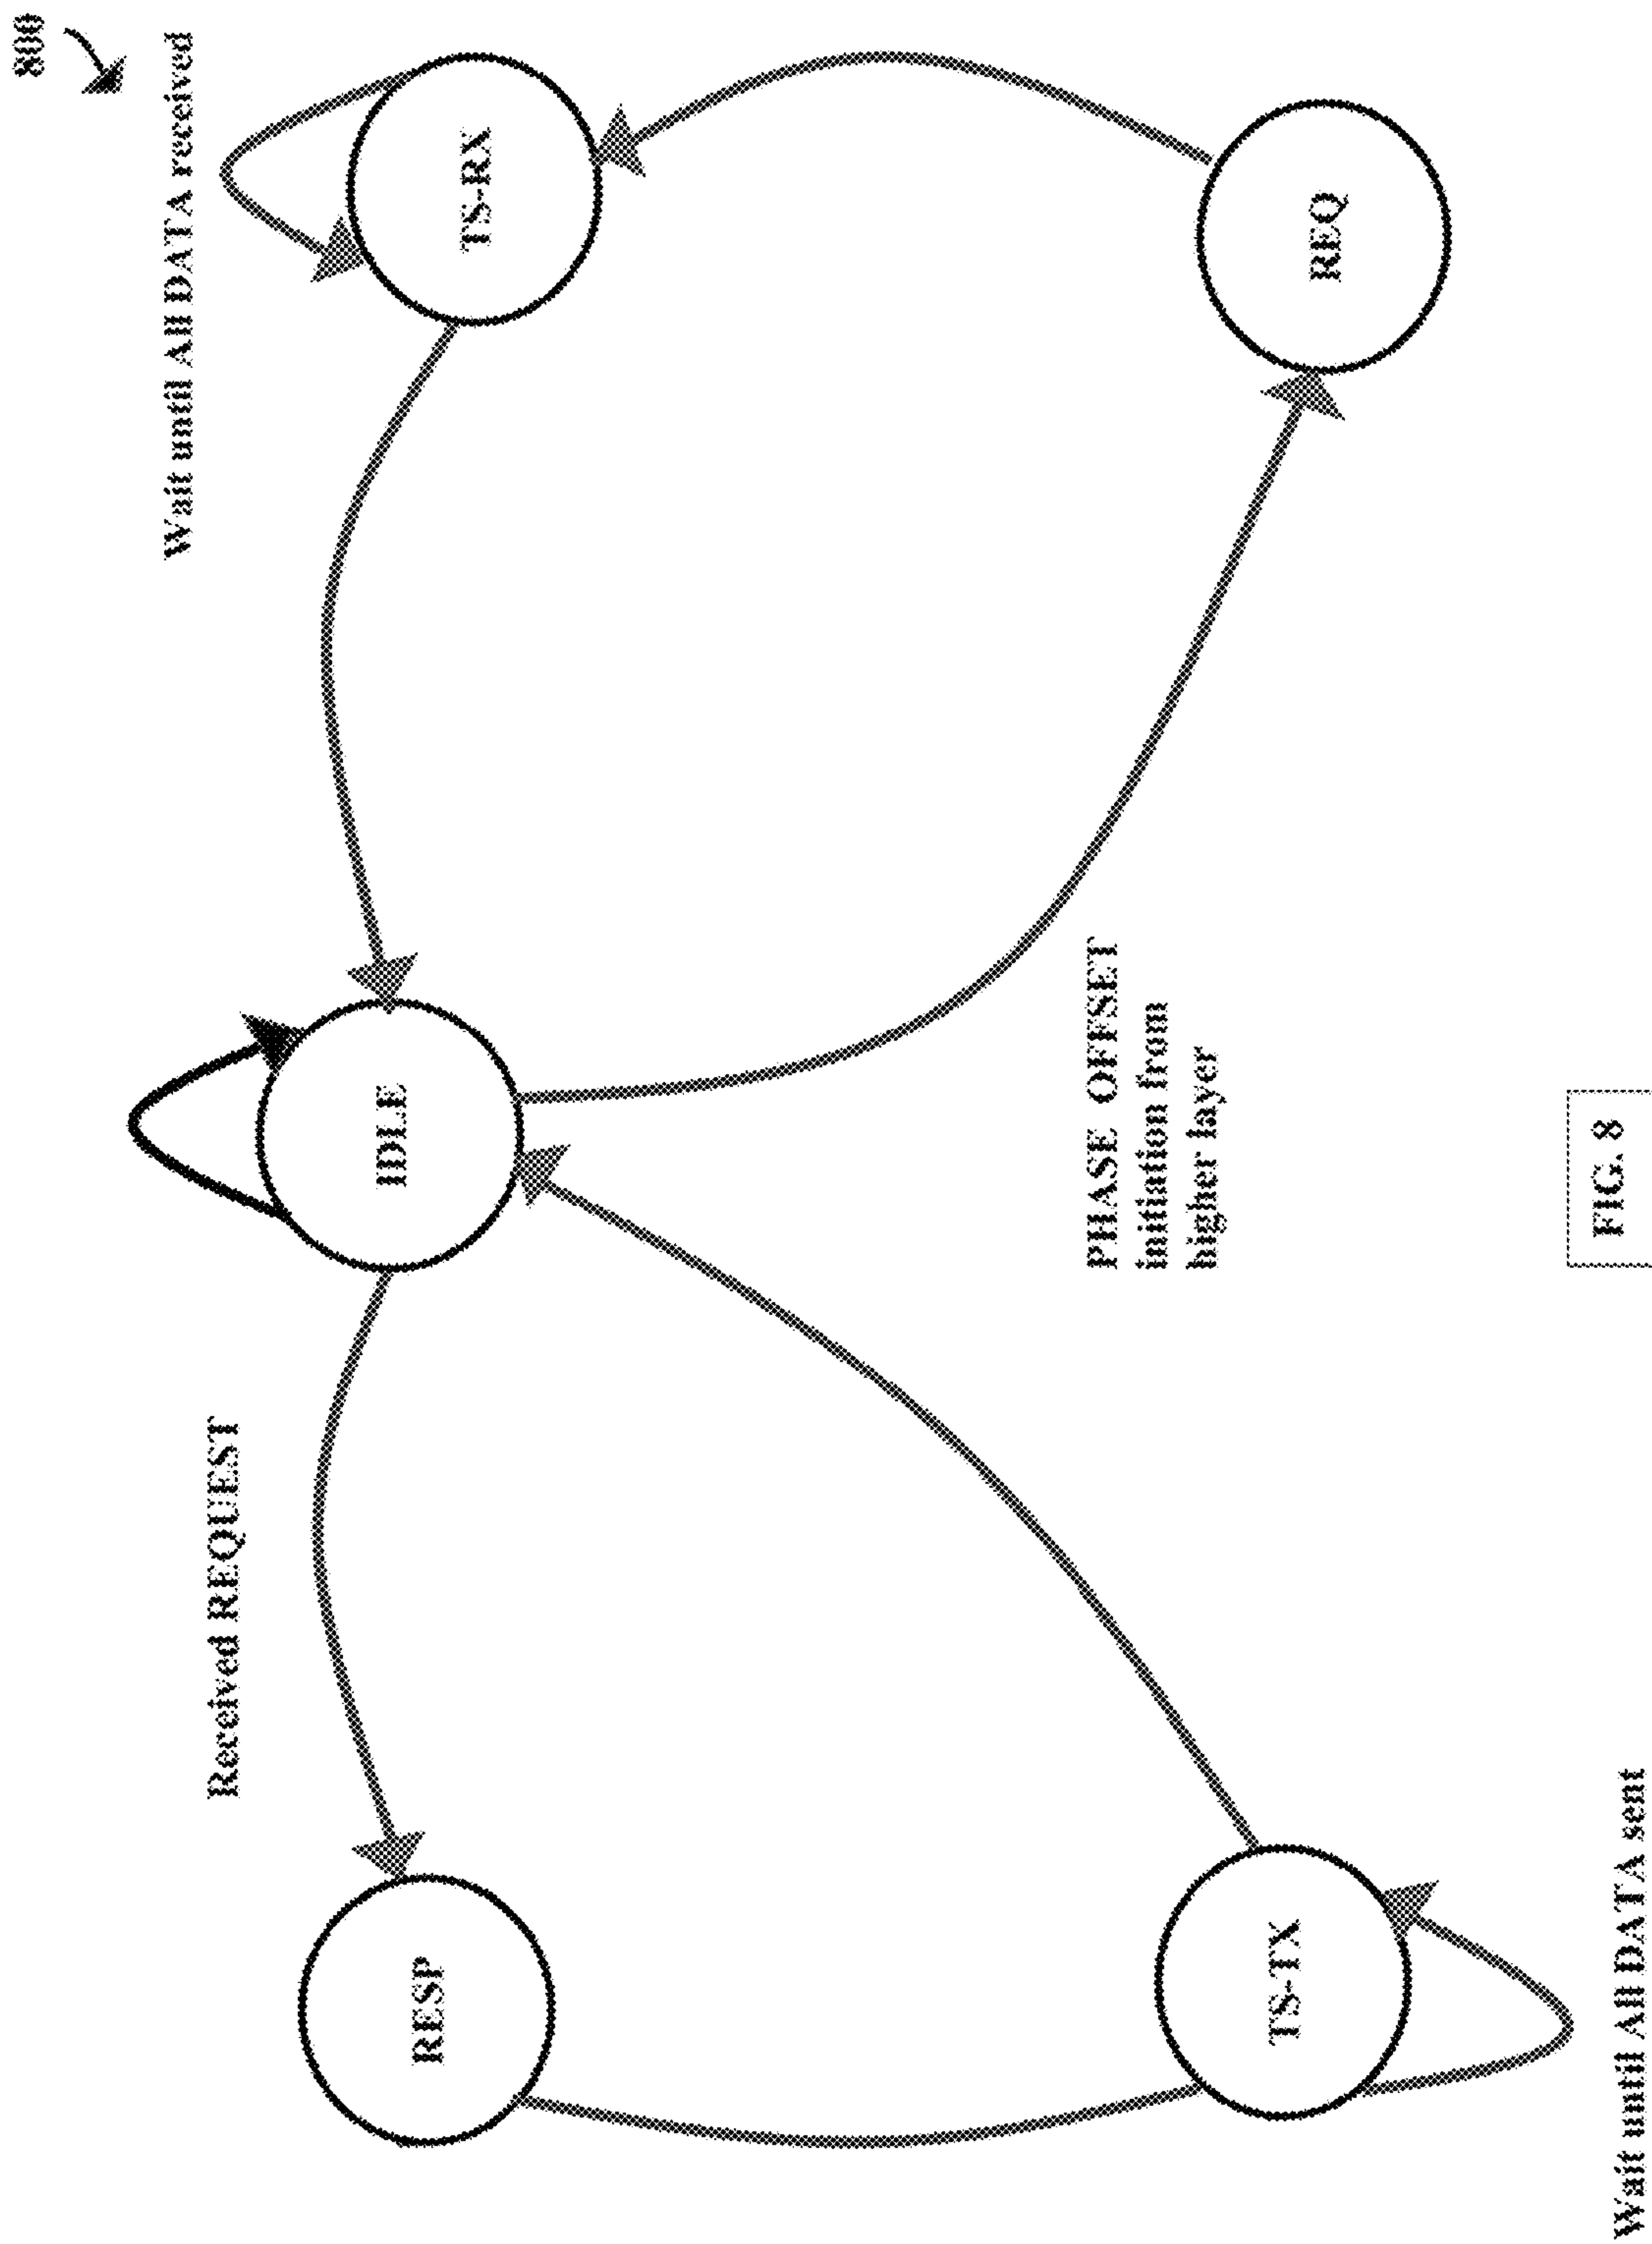 800
Wait until All DATA received
Received REQUEST
RESP
IDLE
TS-RX
PHASE OFFSET
initiation from
higher layer
TS-TX
REQ
Wait until All DATA sent
FIG. 8